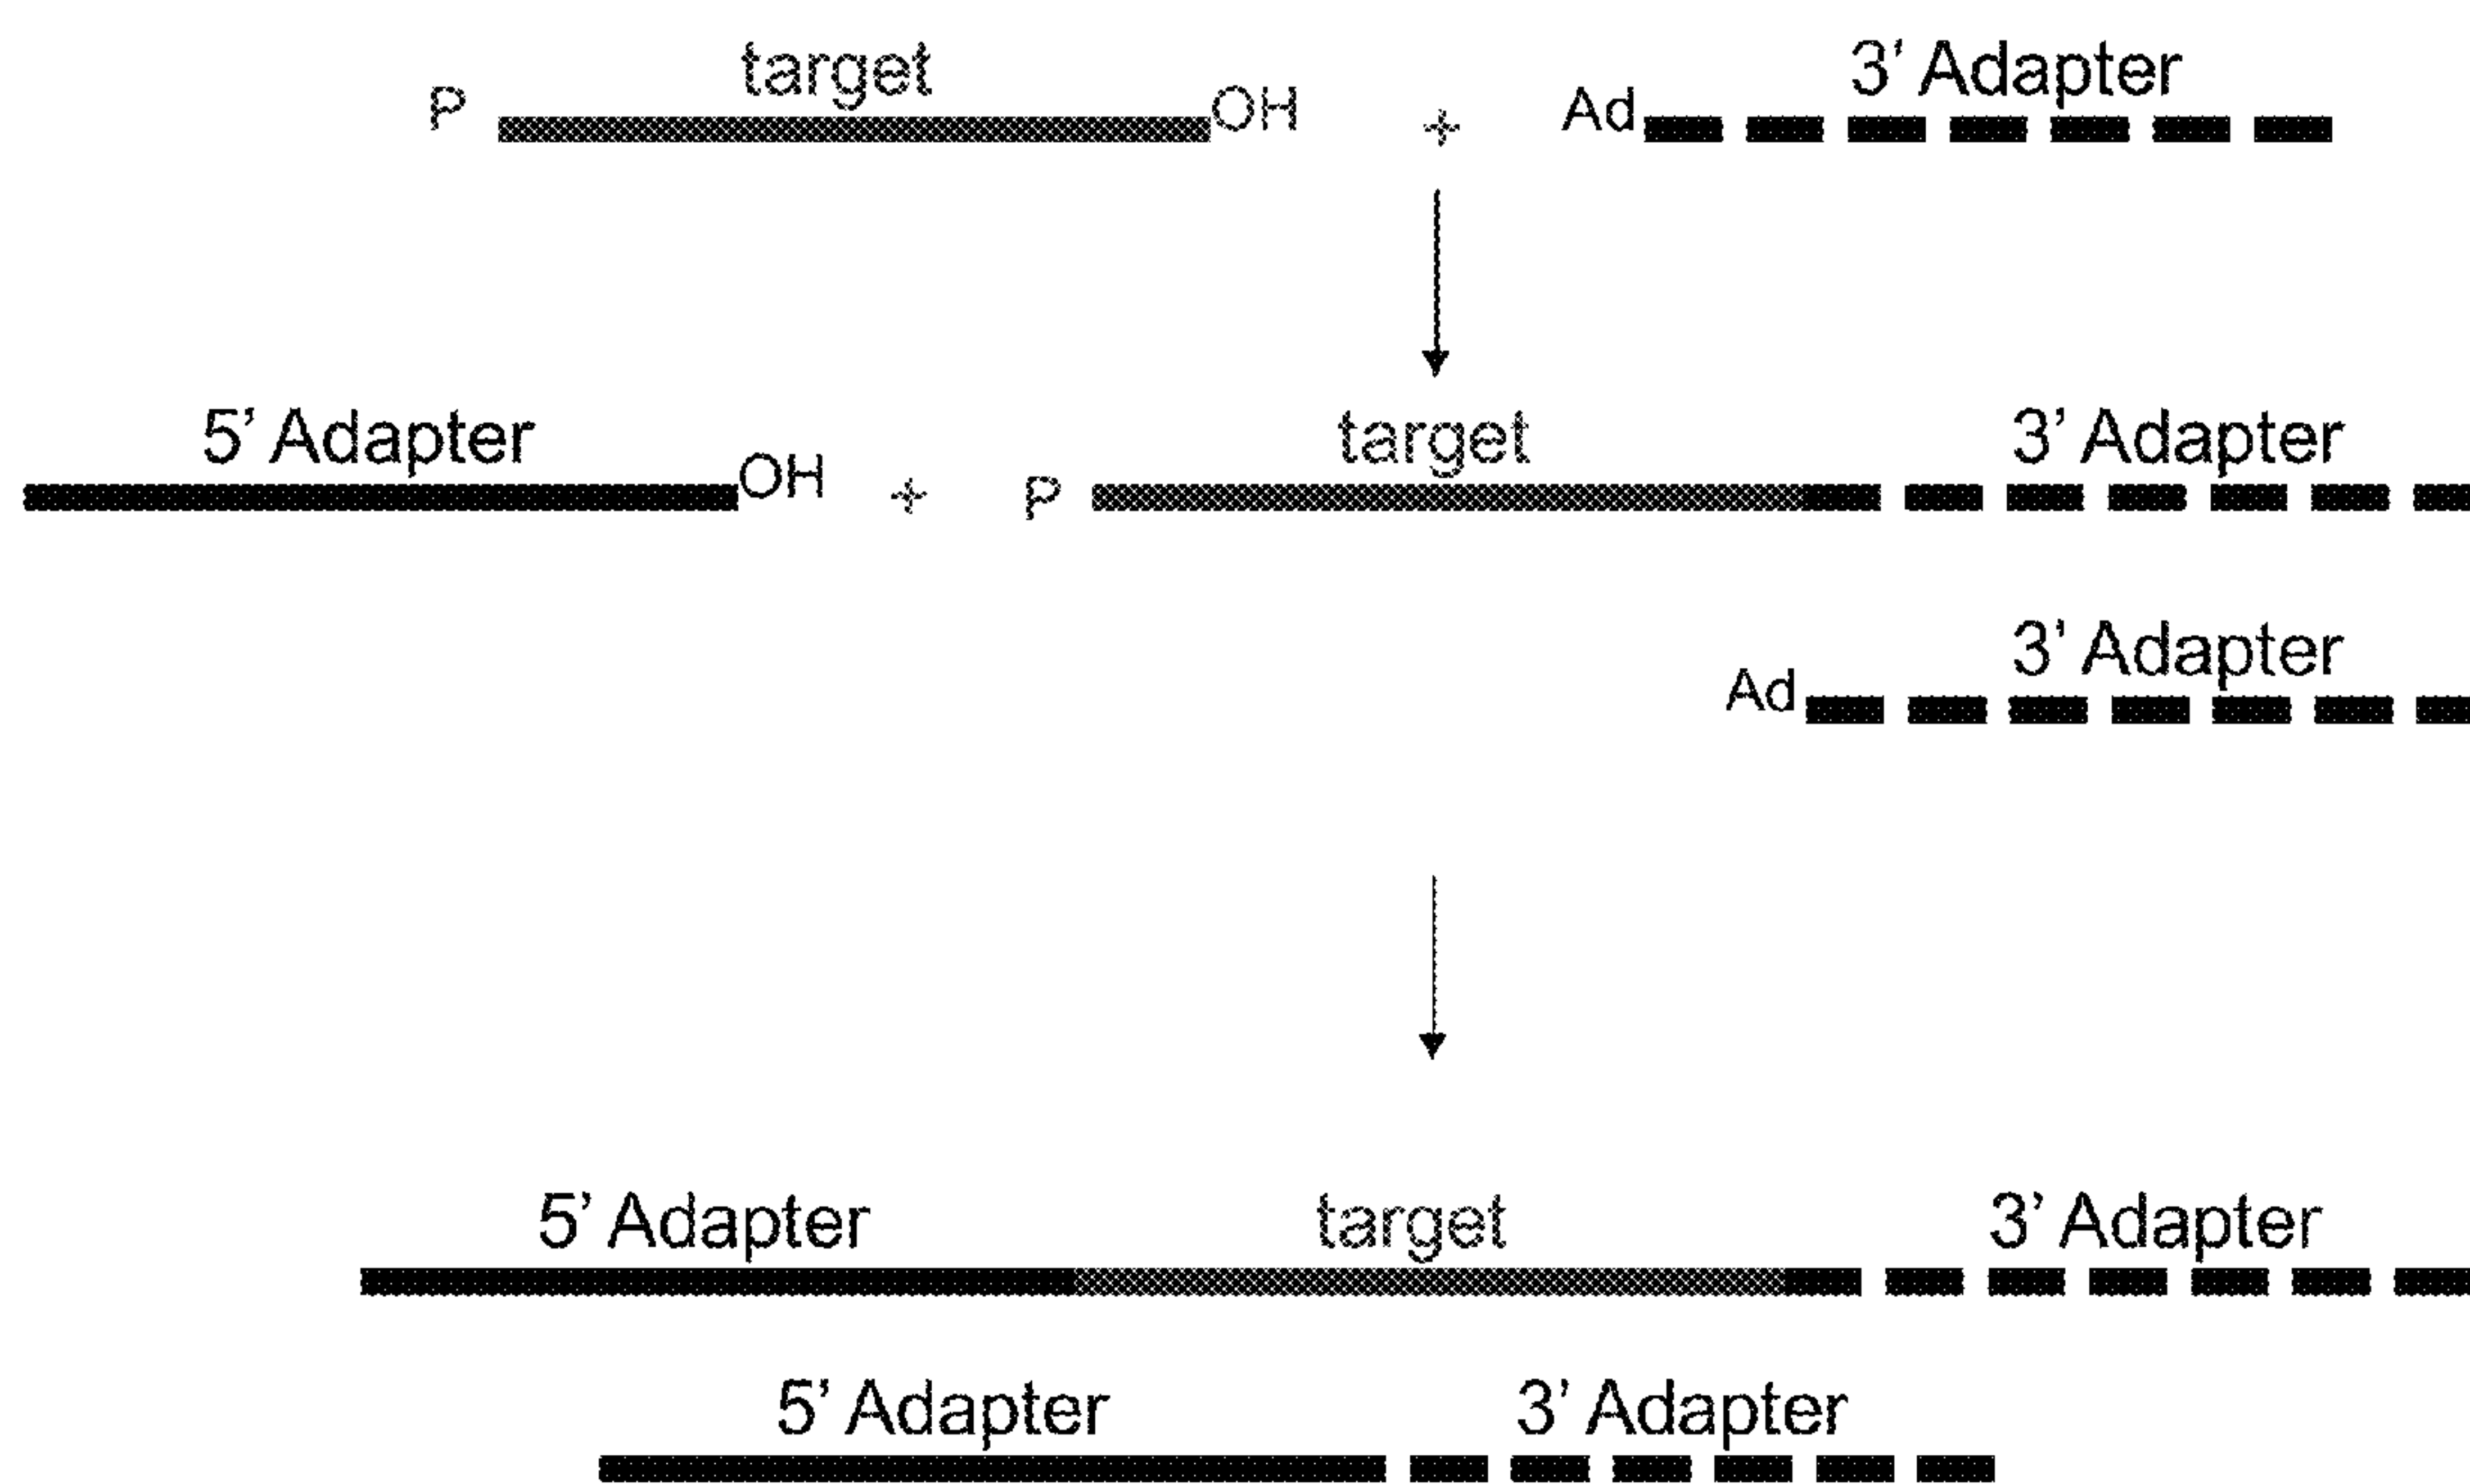 target 3' Adapter
P OH + Ad
5' Adapter target 3' Adapter
OH + P
3' Adapter
Ad
5' Adapter target 3' Adapter
5' Adapter 3' Adapter